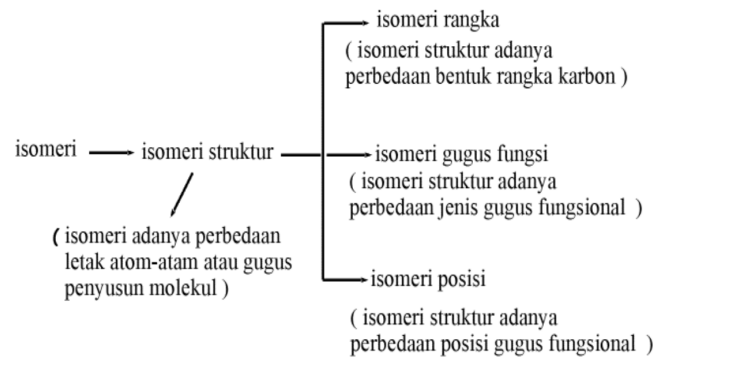 isomeri rangka
( isomeri struktur adanya
perbedaan bentuk rangka karbon )
isomeri
isomeri struktur
isomeri gugus fungsi
( isomeri struktur adanya
perbedaan jenis gugus fungsional )
( isomeri adanya perbedaan
letak atom-atam atau gugus
penyusun molekul )
isomeri posisi
( isomeri struktur adanya
perbedaan posisi gugus fungsional )